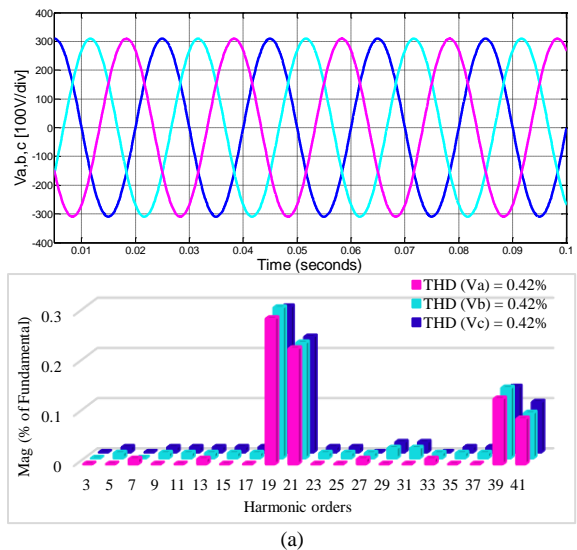 400
300
200
100
0
-100
-200
-300
-400
Va,b,c [100V/div]
0.01 0.02 0.03 0.04 0.05 0.06 0.07 0.08 0.09 0.1
Time (seconds)
THD (Va) = 0.42%
THD (Vb) = 0.42%
THD (Vc) = 0.42%
0.3
0.2
0.1
0
Mag (% of Fundamental)
3 5 7 9 11 13 15 17 19 21 23 25 27 29 31 33 35 37 39 41
Harmonic orders
(a)